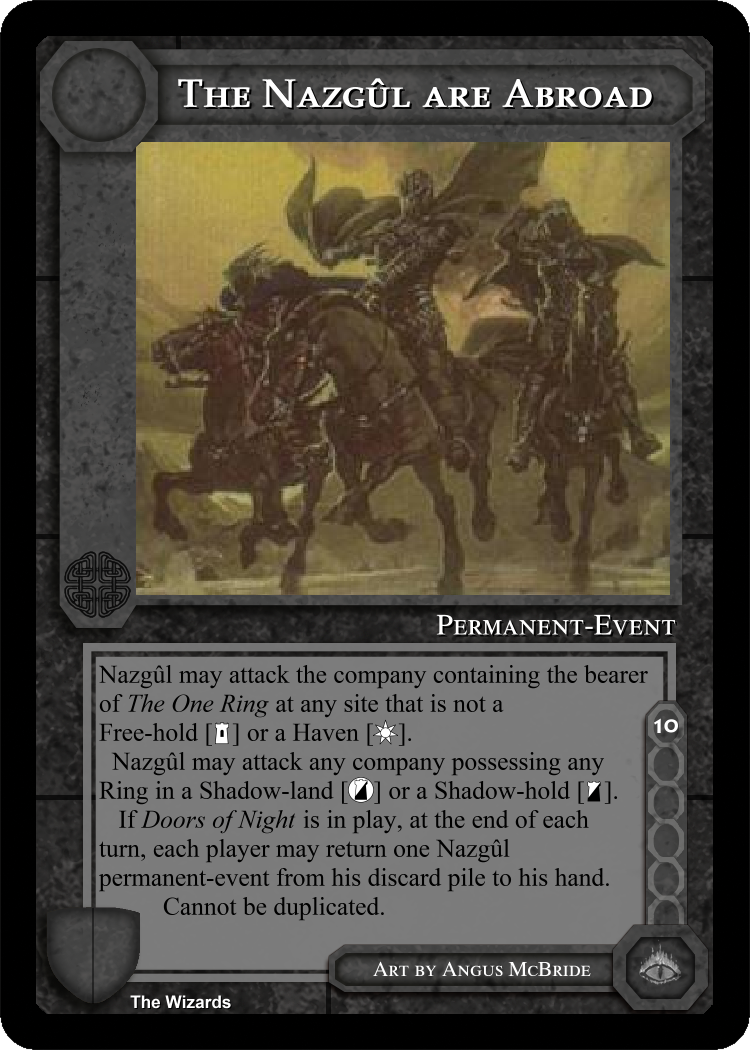 The Nazgûl are Abroad
Permanent-Event
Nazgûl may attack the company containing the bearer
of The One Ring at any site that is not a
Free-hold [] or a Haven [].
Nazgûl may attack any company possessing any
Ring in a Shadow-land [] or a Shadow-hold [].
If Doors of Night is in play, at the end of each
turn, each player may return one Nazgûl
permanent-event from his discard pile to his hand.
Cannot be duplicated.
10
Art by Angus McBride
The Wizards